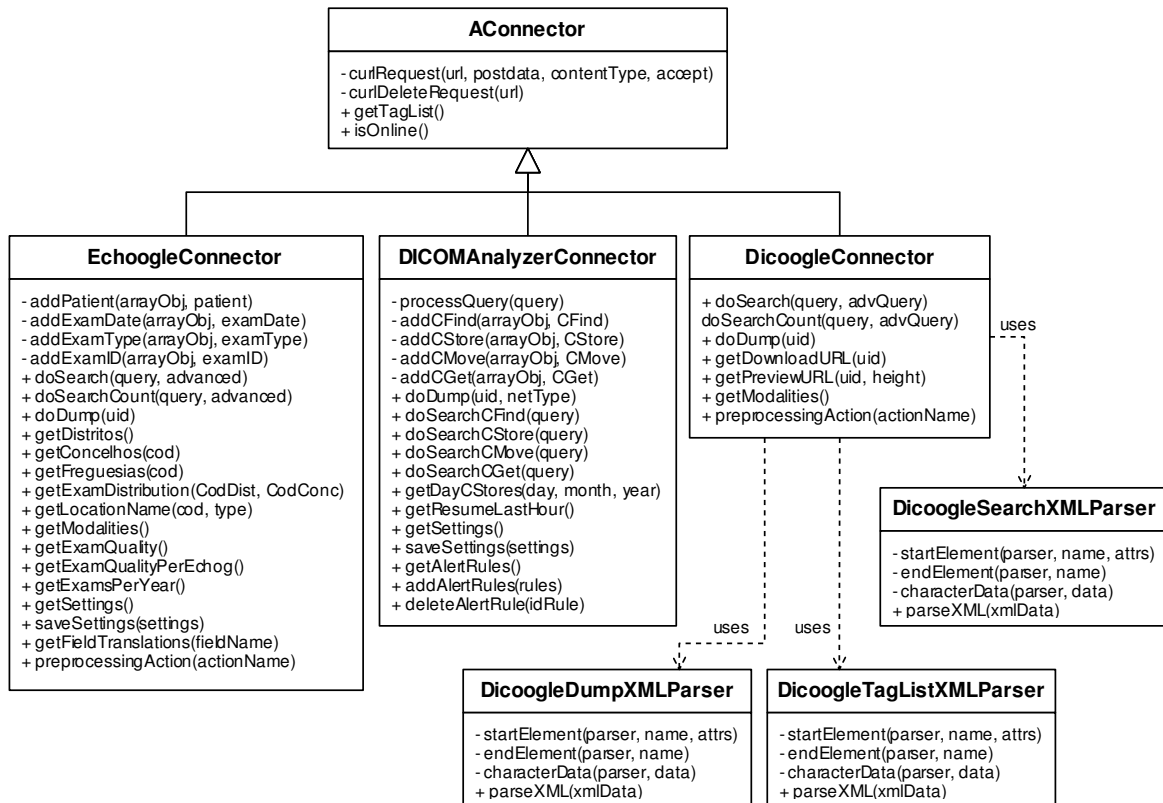 AConnector
- curlRequest(url, postdata, contentType, accept)
- curlDeleteRequest(url)
+ getTagList()
+ isOnline()
EchoogleConnector
- addPatient(arrayObj, patient)
- addExamDate(arrayObj, examDate)
- addExamType(arrayObj, examType)
- addExamID(arrayObj, examID)
+ doSearch(query, advanced)
+ doSearchCount(query, advanced)
+ doDump(uid)
+ getDistritos()
+ getConcelhos(cod)
+ getFreguesias(cod)
+ getExamDistribution(CodDist, CodConc)
+ getLocationName(cod, type)
+ getModalities()
+ getExamQuality()
+ getExamQualityPerEchog()
+ getExamsPerYear()
+ getSettings()
+ saveSettings(settings)
+ getFieldTranslations(fieldName)
+ preprocessingAction(actionName)
DICOMAnalyzerConnector
- processQuery(query)
- addCFind(arrayObj, CFind)
- addCStore(arrayObj, CStore)
- addCMove(arrayObj, CMove)
- addCGet(arrayObj, CGet)
+ doDump(uid, netType)
+ doSearchCFind(query)
+ doSearchCStore(query)
+ doSearchCMove(query)
+ doSearchCGet(query)
+ getDayCStores(day, month, year)
+ getResumeLastHour()
+ getSettings()
+ saveSettings(settings)
+ getAlertRules()
+ addAlertRules(rules)
+ deleteAlertRule(idRule)
DicoogleConnector
+ doSearch(query, advQuery)
doSearchCount(query, advQuery)
+ doDump(uid)
+ getDownloadURL(uid)
+ getPreviewURL(uid, height)
+ getModalities()
+ preprocessingAction(actionName)
uses
DicoogleSearchXMLParser
- startElement(parser, name, attrs)
- endElement(parser, name)
- characterData(parser, data)
+ parseXML(xmlData)
uses
uses
DicoogleDumpXMLParser
- startElement(parser, name, attrs)
- endElement(parser, name)
- characterData(parser, data)
+ parseXML(xmlData)
DicoogleTagListXMLParser
- startElement(parser, name, attrs)
- endElement(parser, name)
- characterData(parser, data)
+ parseXML(xmlData)